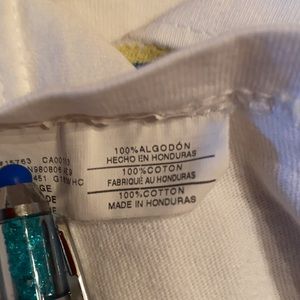 100% ALGODÓN
HECHO EN HONDURAS
100% COTON
FABRIQUÉ AU HONDURAS
100% COTTON
MADE IN HONDURAS